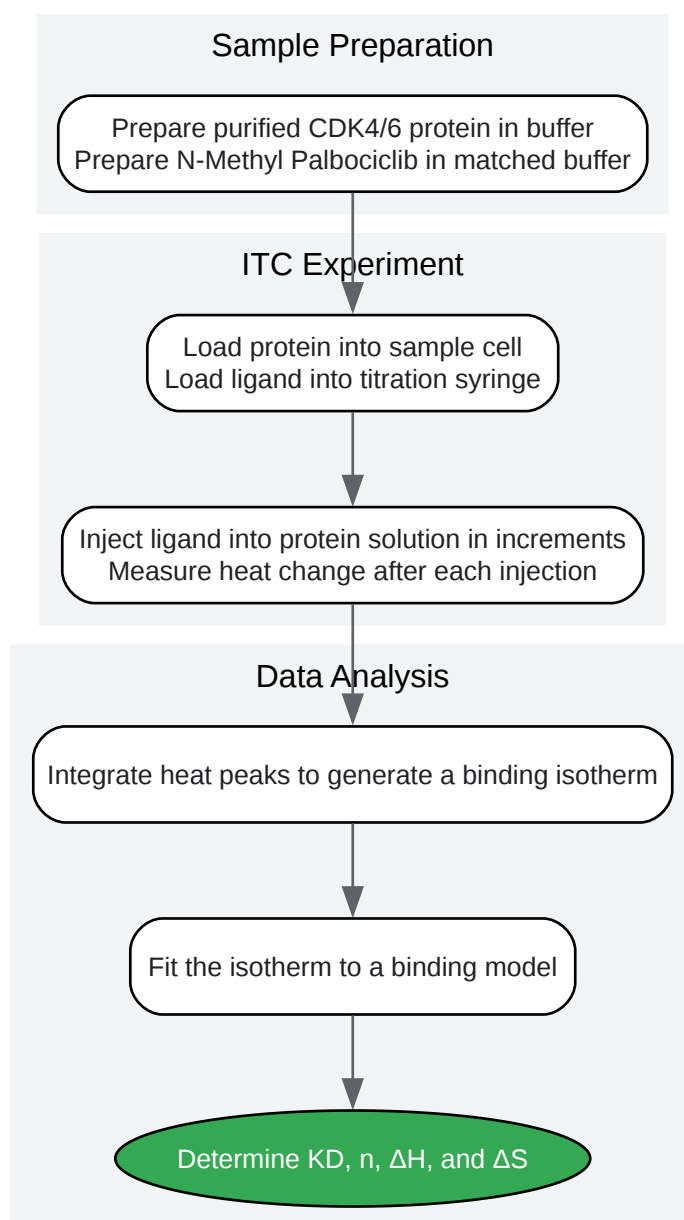 Sample Preparation
Prepare purified CDK4/6 protein in buffer
Prepare N-Methyl Palbociclib in matched buffer
ITC Experiment
Load protein into sample cell
Load ligand into titration syringe
Inject ligand into protein solution in increments
Measure heat change after each injection
Data Analysis
Integrate heat peaks to generate a binding isotherm
Fit the isotherm to a binding model
Determine KD, n, ΔH, and ΔS